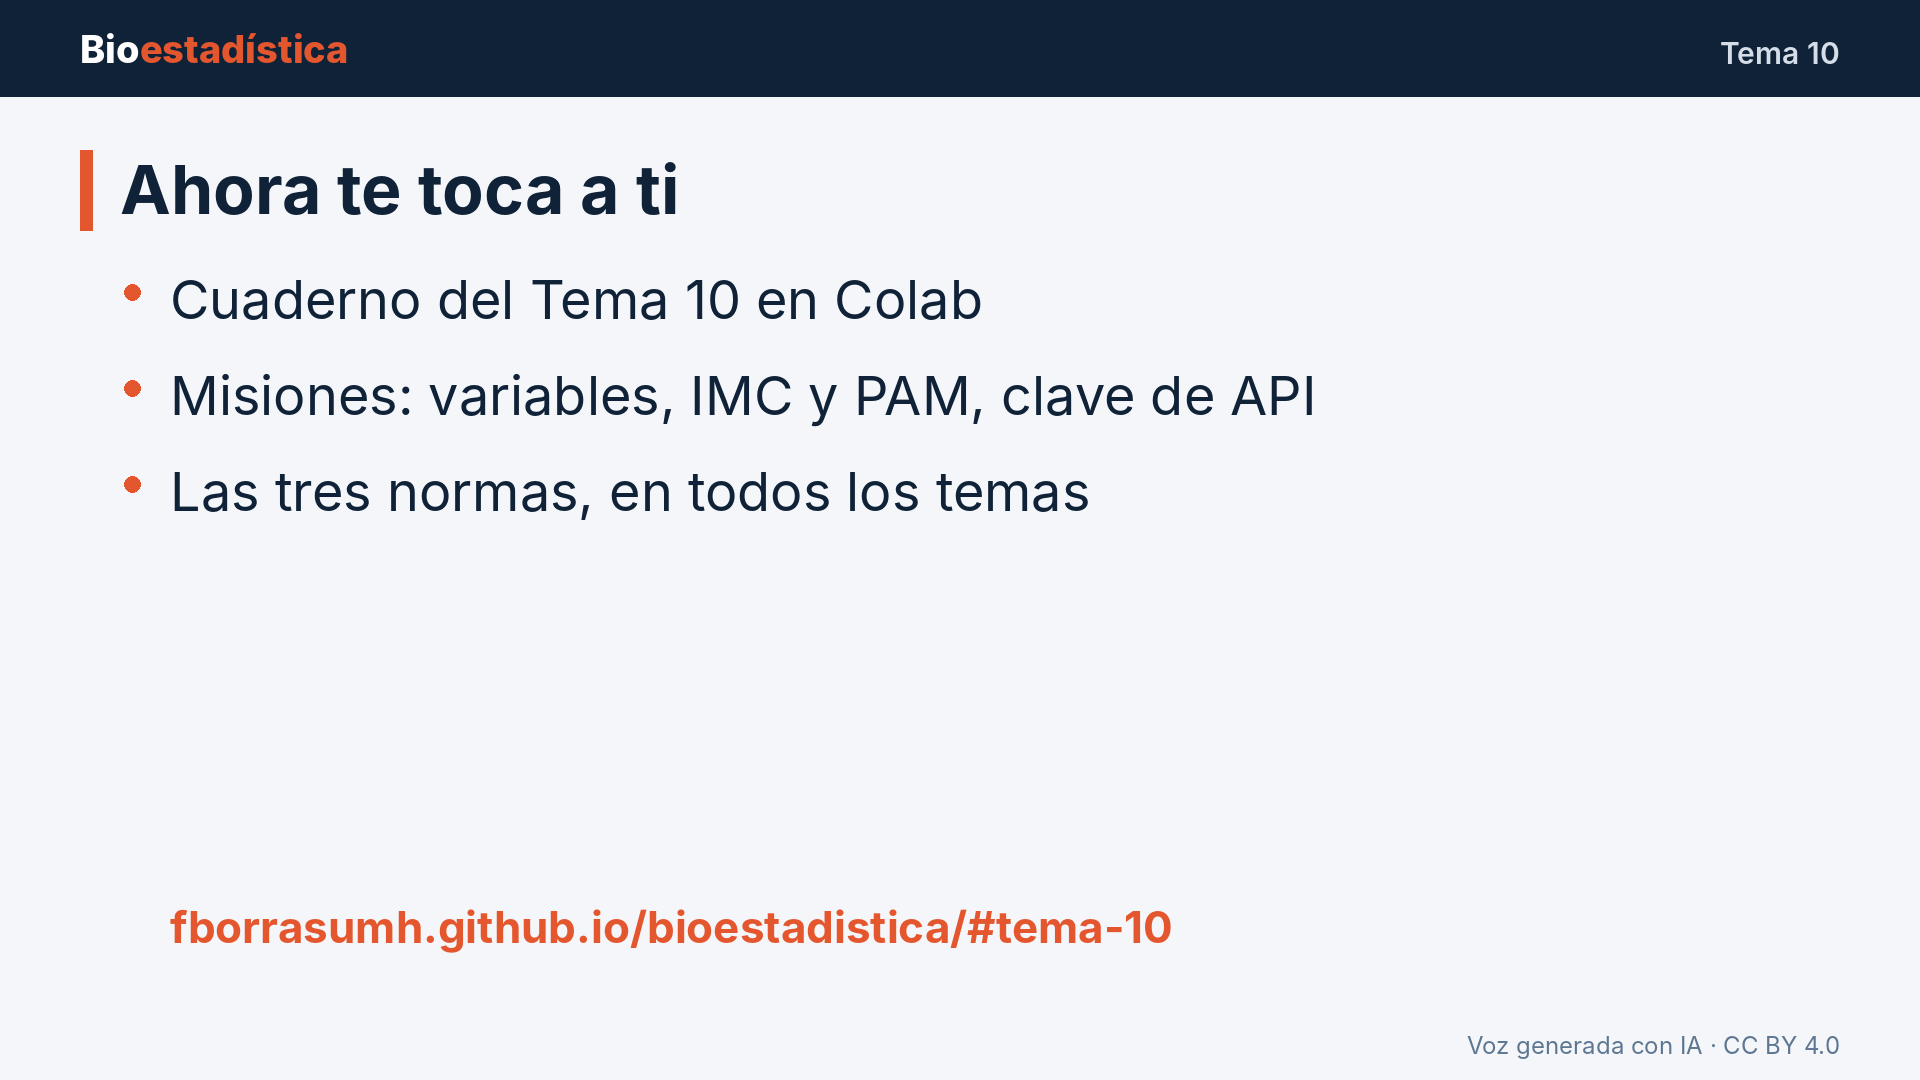 Bioestadística
Tema 10
Ahora te toca a ti
• Cuaderno del Tema 10 en Colab
• Misiones: variables, IMC y PAM, clave de API
• Las tres normas, en todos los temas
fborrasumh.github.io/bioestadistica/#tema-10
Voz generada con IA · CC BY 4.0